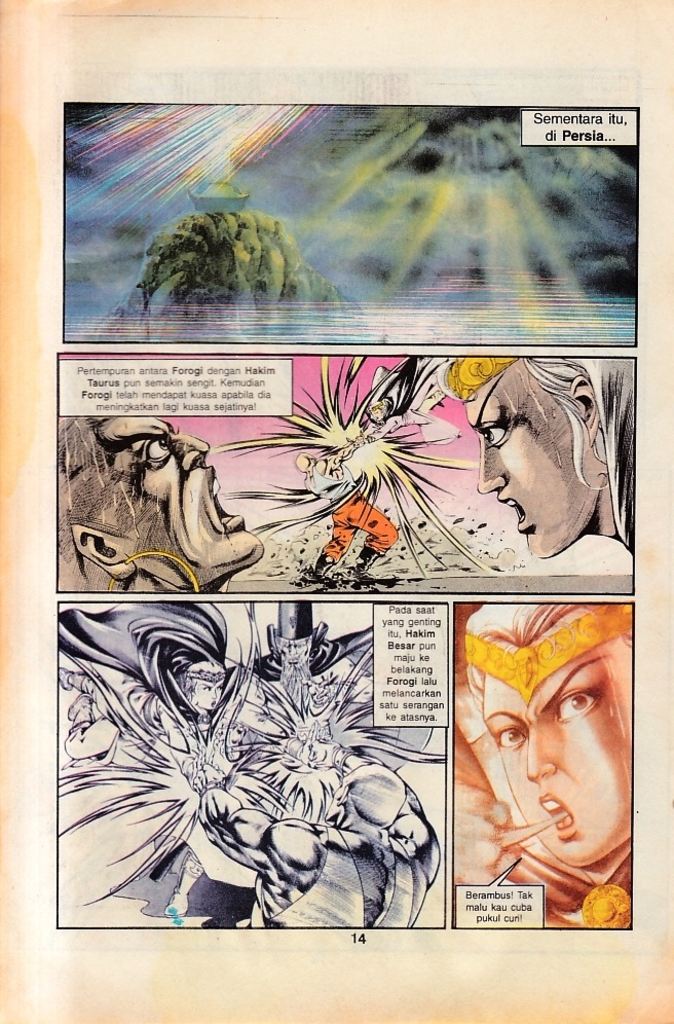 Sementara itu,
di Persia...
Pertempuran antara Forogi dengan Hakim
Taurus pun semakin sengit. Kemudian
Forogi telah mendapat kuasa apabila dia
meningkatkan lagi kuasa sejatinya!
Pada saat
yang genting
itu, Hakim
Besar pun
maju ke
belakang
Forogi lalu
melancarkan
satu serangan
ke atasnya.
Berambus! Tak
malu kau cuba
pukul curi!
14